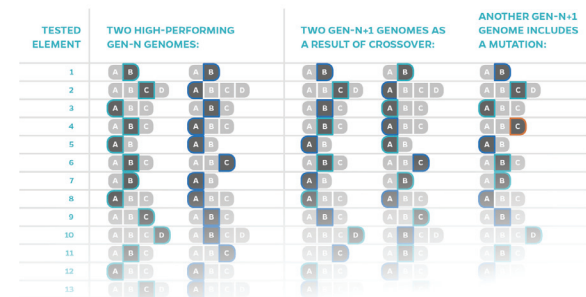 TESTED ELEMENT
TWO HIGH-PERFORMING GEN-N GENOMES:
TWO GEN-N+1 GENOMES AS A RESULT OF CROSSOVER:
ANOTHER GEN-N+1 GENOME INCLUDES A MUTATION:
1 A B A B A B A B A B
2 A B C D A B C D A B C D A B C D A B C D
3 A B C A B C A B C A B C A B C
4 A B C A B C A B C A B C A B C
5 A B A B A B A B A B
6 A B C A B C A B C A B C A B C
7 A B A B A B A B A B
8 A B C A B C A B C A B C A B C
9 A B C A B C A B C A B C A B C
10 A B C D A B C D A B C D A B C D A B C D
11 A B C A B C A B C A B C A B C
12 A B C A B C A B C A B C A
13 A B C